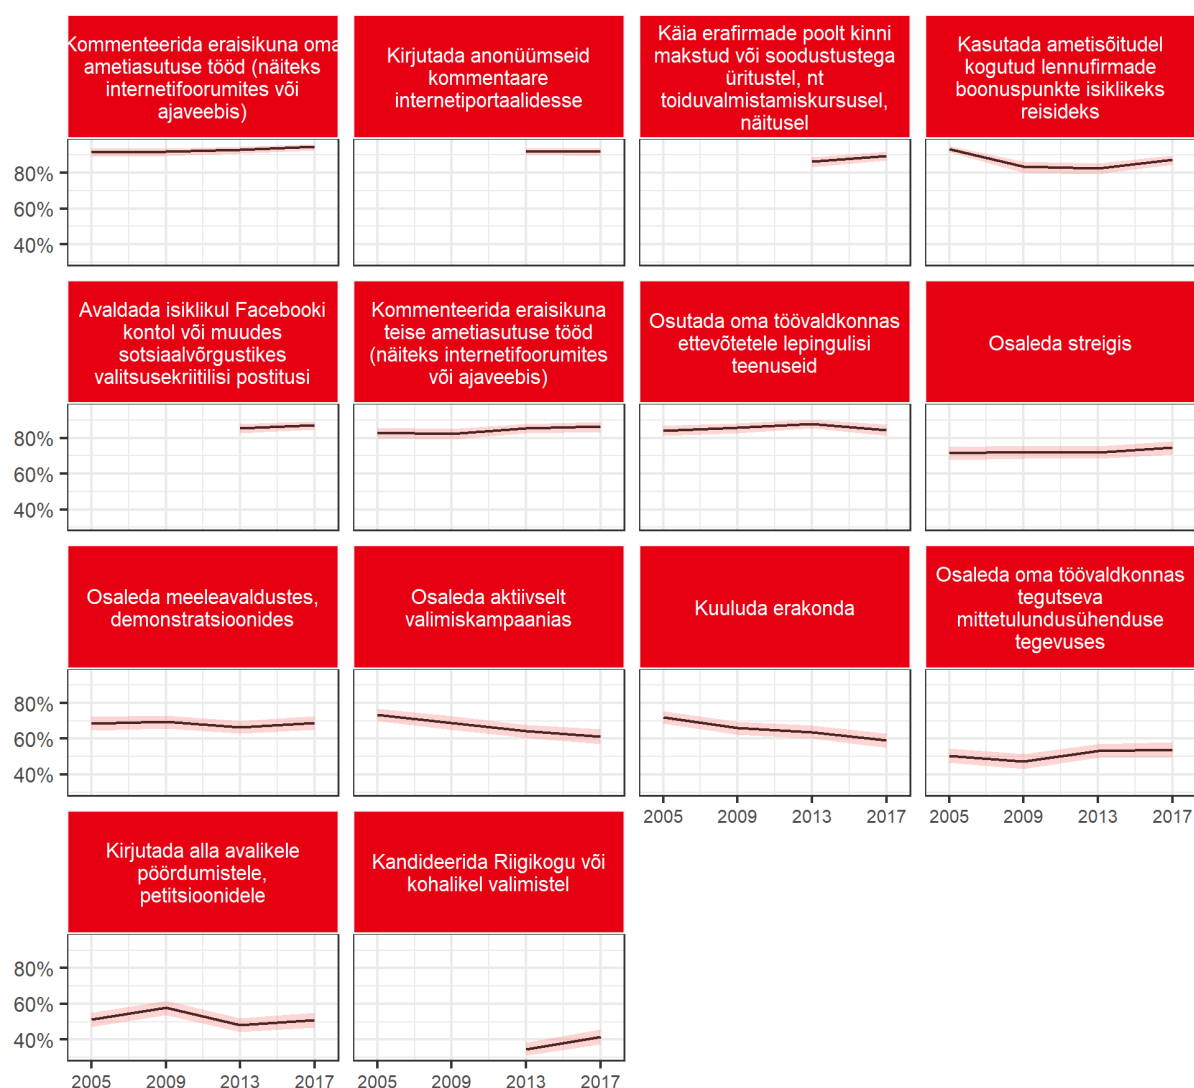 Kommenteerida eraisikuna oma
ametiasutuse tööd (näiteks
internetifoorumites või
ajaveebis)
Kirjutada anonüümseid
kommentaare
internetiportaalidesse
Käia erafirmade poolt kinni
makstud või soodustustega
üritustel, nt
toiduvalmistamiskursusel,
näitusel
Kasutada ametisõitudel
kogutud lennufirmade
boonuspunkte isiklikeks
reisideks
80%
60%
40%
Avaldada isiklikul Facebooki
kontol või muudes
sotsiaalvõrgustikes
valitsusekriitilisi postitusi
Kommenteerida eraisikuna
teise ametiasutuse tööd
(näiteks internetifoorumites
või ajaveebis)
Osutada oma töövaldkonnas
ettevõtetele lepingulisi
teenuseid
Osaleda streigis
80%
60%
40%
Osaleda meeleavaldustes,
demonstratsioonides
Osaleda aktiivselt
valimiskampaanias
Kuuluda erakonda
Osaleda oma töövaldkonnas
tegutseva
mittetulundusühenduse
tegevuses
80%
60%
40%
2005 2009 2013 2017
2005 2009 2013 2017
Kirjutada alla avalikele
pöördumistele,
petitsioonidele
Kandideerida Riigikogu või
kohalikel valimistel
80%
60%
40%
2005 2009 2013 2017
2005 2009 2013 2017